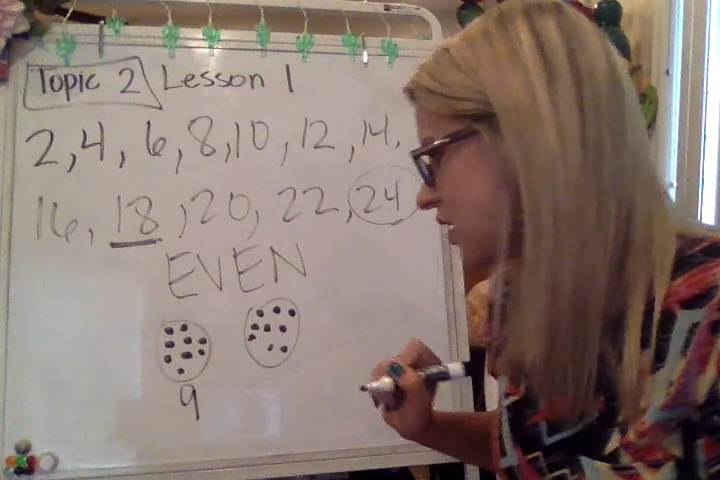 Topic 2 Lesson 1
2, 4, 6, 8, 10, 12, 14,
16, 18, 20, 22, 24
EVEN
9